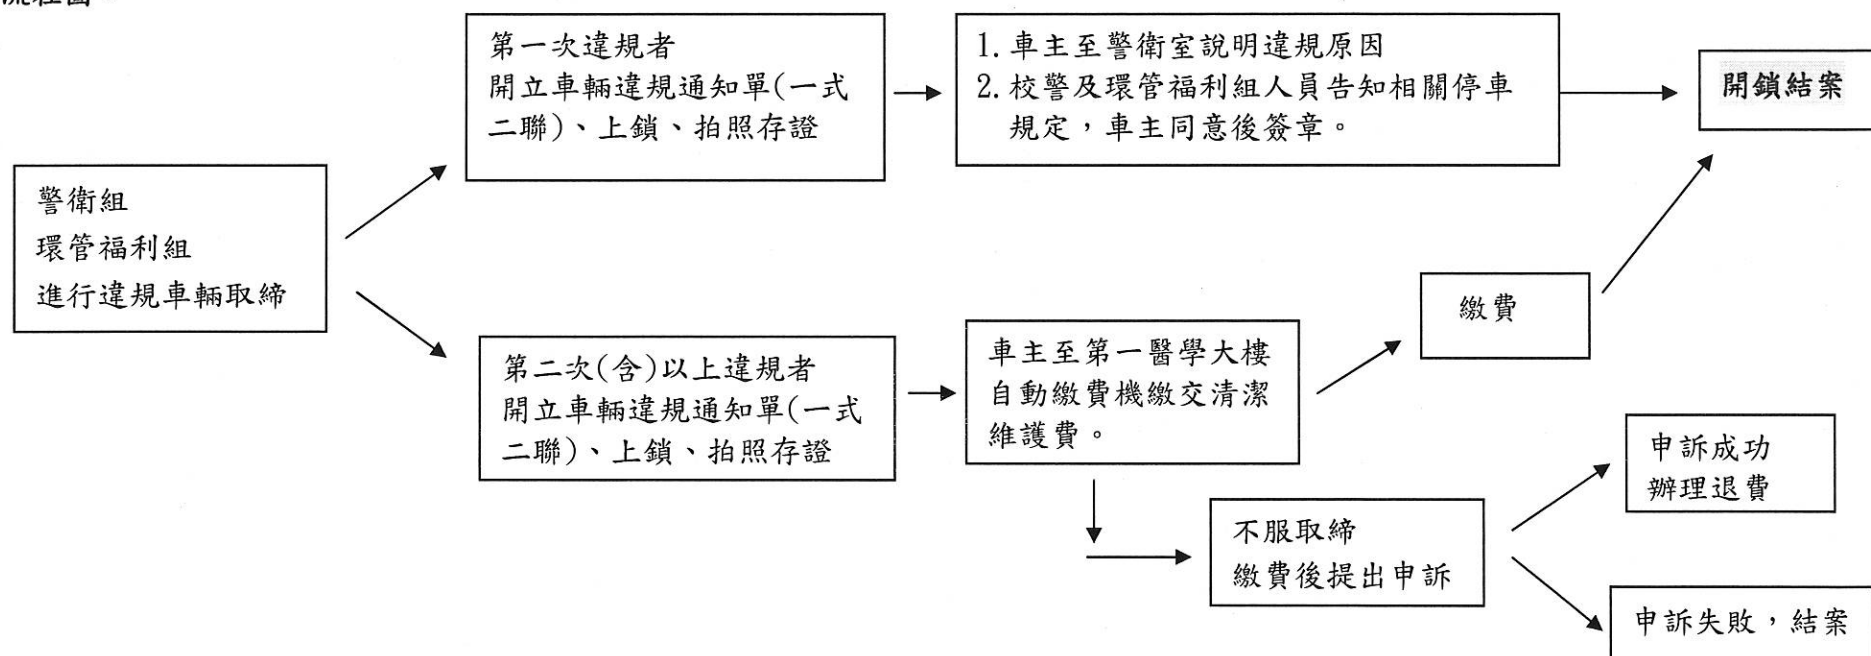 流程圖
第一次違規者
開立車輛違規通知單(一式
二聯)、上鎖、拍照存證
1. 車主至警衛室說明違規原因
2. 校警及環管福利組人員告知相關停車
規定，車主同意後簽章。
開鎖結案
警衛組
環管福利組
進行違規車輛取締
第二次(含)以上違規者
開立車輛違規通知單(一式
二聯)、上鎖、拍照存證
車主至第一醫學大樓
自動繳費機繳交清潔
維護費。
繳費
不服取締
繳費後提出申訴
申訴成功
辦理退費
申訴失敗，結案